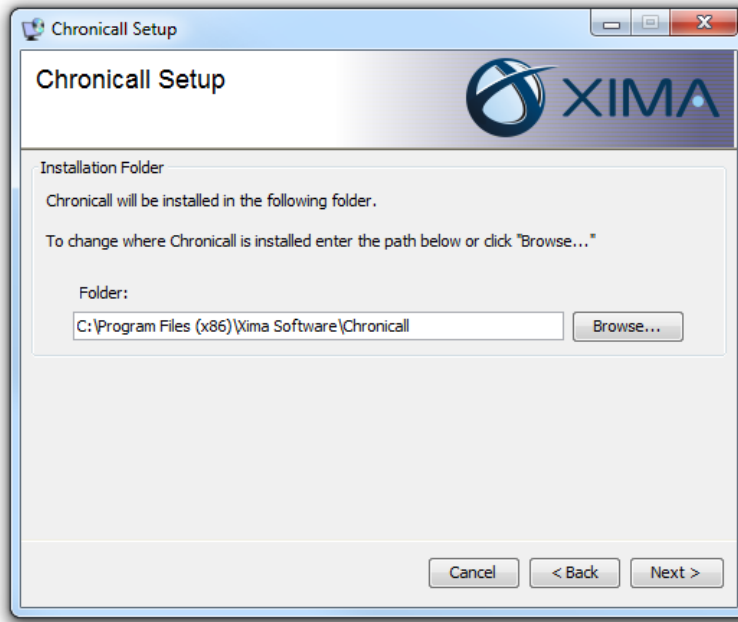 Chronicall Setup
Chronicall Setup
XIMA
Installation Folder
Chronicall will be installed in the following folder.
To change where Chronicall is installed enter the path below or click "Browse..."
Folder:
C:\Program Files (x86)\Xima Software\Chronicall
Browse...
Cancel
< Back
Next >